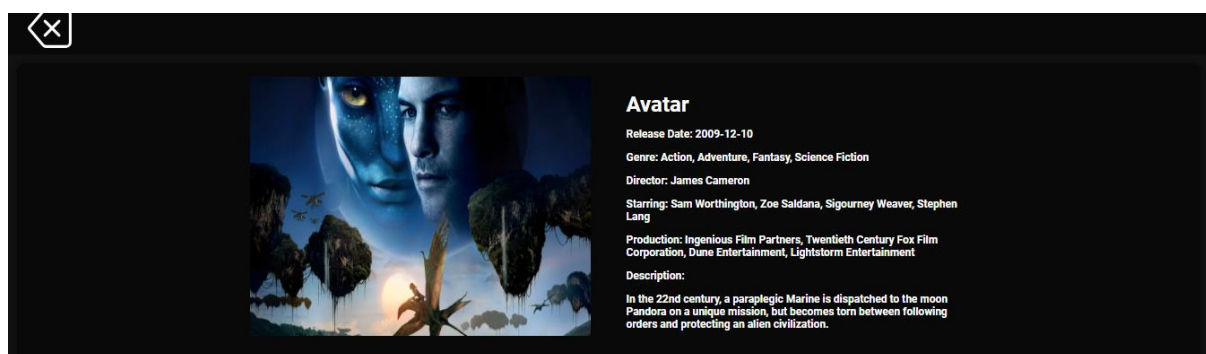 Avatar
Release Date: 2009-12-10
Genre: Action, Adventure, Fantasy, Science Fiction
Director: James Cameron
Starring: Sam Worthington, Zoe Saldana, Sigourney Weaver, Stephen
Lang
Production: Ingenious Film Partners, Twentieth Century Fox Film
Corporation, Dune Entertainment, Lightstorm Entertainment
Description:
In the 22nd century, a paraplegic Marine is dispatched to the moon
Pandora on a unique mission, but becomes torn between following
orders and protecting an alien civilization.